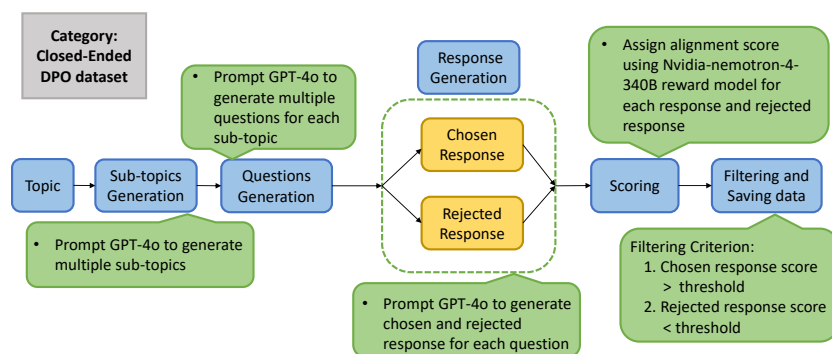 Category:
Closed-Ended
DPO dataset
• Prompt GPT-4o to
generate multiple
questions for each
sub-topic
Response
Generation
• Assign alignment score
using Nvidia-nemotron-4-
340B reward model for
each response and rejected
response
Topic
Sub-topics
Generation
Questions
Generation
Chosen
Response
Rejected
Response
Scoring
Filtering and
Saving data
• Prompt GPT-4o to generate
multiple sub-topics
• Prompt GPT-4o to generate
chosen and rejected
response for each question
Filtering Criterion:
1. Chosen response score
> threshold
2. Rejected response score
< threshold